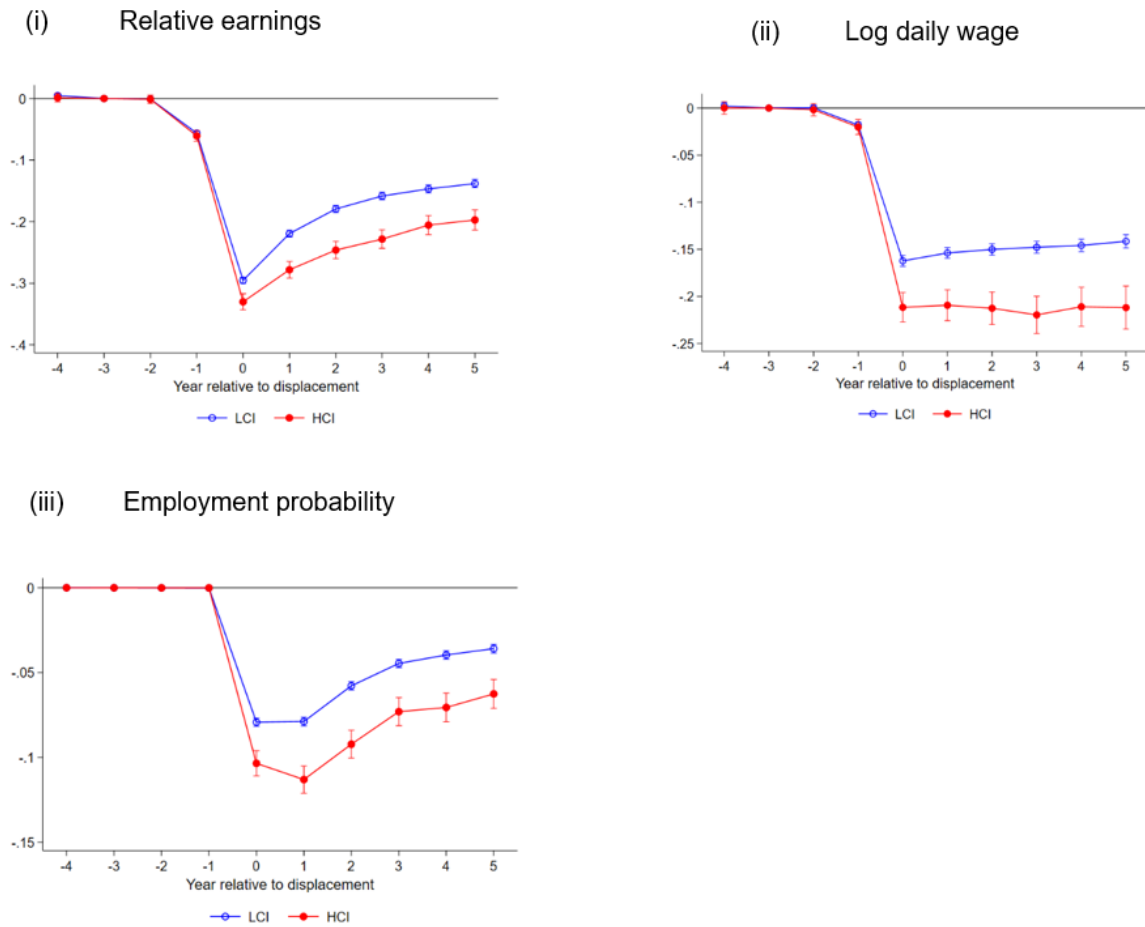 (i) Relative earnings
0
-.1
-.2
-.3
-.4
-4 -3 -2 -1 0 1 2 3 4 5
Year relative to displacement
LCI HCI
(ii) Log daily wage
0
-.05
-.1
-.15
-.2
-.25
-4 -3 -2 -1 0 1 2 3 4 5
Year relative to displacement
LCI HCI
(iii) Employment probability
0
-.05
-.1
-.15
-4 -3 -2 -1 0 1 2 3 4 5
Year relative to displacement
LCI HCI